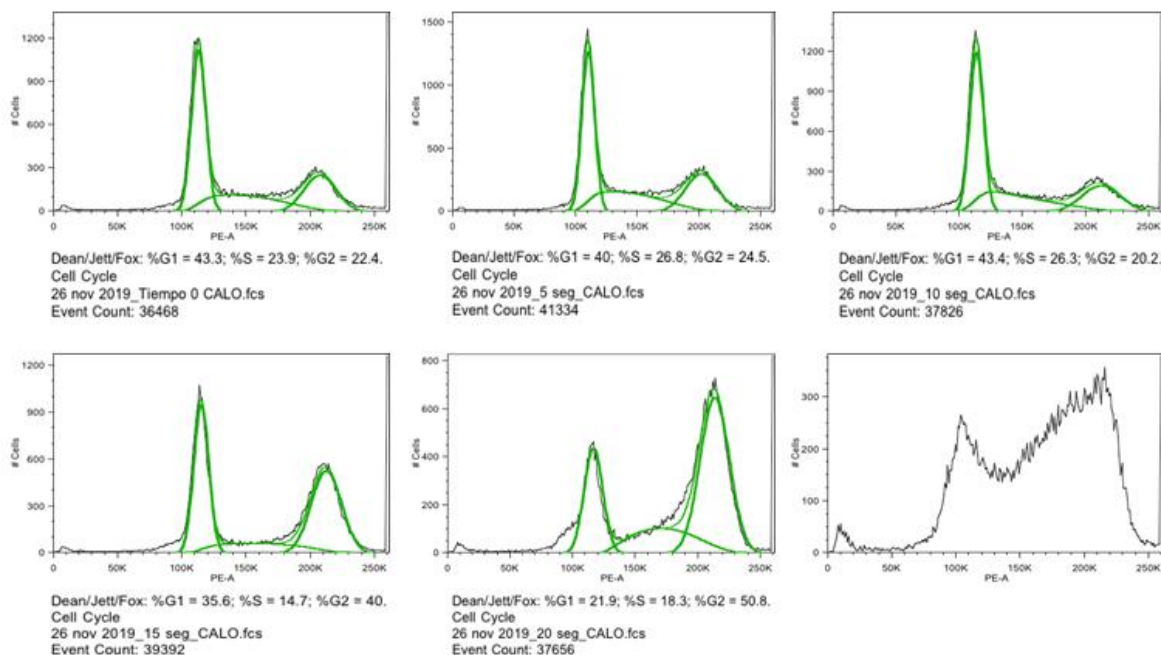 1200
900
600
300
0
# Cells
0 50K 100K 150K 200K 250K
PE-A
Dean/Jett/Fox: %G1 = 43.3; %S = 23.9; %G2 = 22.4.
Cell Cycle
26 nov 2019_Tiempo 0 CALO.fcs
Event Count: 36468
1500
1000
500
0
# Cells
0 50K 100K 150K 200K 250K
PE-A
Dean/Jett/Fox: %G1 = 40; %S = 26.8; %G2 = 24.5.
Cell Cycle
26 nov 2019_5 seg_CALO.fcs
Event Count: 41334
1200
900
600
300
0
# Cells
0 50K 100K 150K 200K 250K
PE-A
Dean/Jett/Fox: %G1 = 43.4; %S = 26.3; %G2 = 20.2.
Cell Cycle
26 nov 2019_10 seg_CALO.fcs
Event Count: 37826
1200
900
600
300
0
# Cells
0 50K 100K 150K 200K 250K
PE-A
Dean/Jett/Fox: %G1 = 35.6; %S = 14.7; %G2 = 40.
Cell Cycle
26 nov 2019_15 seg_CALO.fcs
Event Count: 39392
800
600
400
200
0
# Cells
0 50K 100K 150K 200K 250K
PE-A
Dean/Jett/Fox: %G1 = 21.9; %S = 18.3; %G2 = 50.8.
Cell Cycle
26 nov 2019_20 seg_CALO.fcs
Event Count: 37656
300
200
100
0
# Cells
0 50K 100K 150K 200K 250K
PE-A